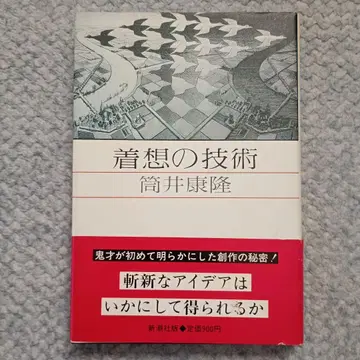 着想の技術
筒井康隆
鬼才が初めて明らかにした創作の秘密!
斬新なアイデアは
いかにして得られるか
新潮社版◆定価900円